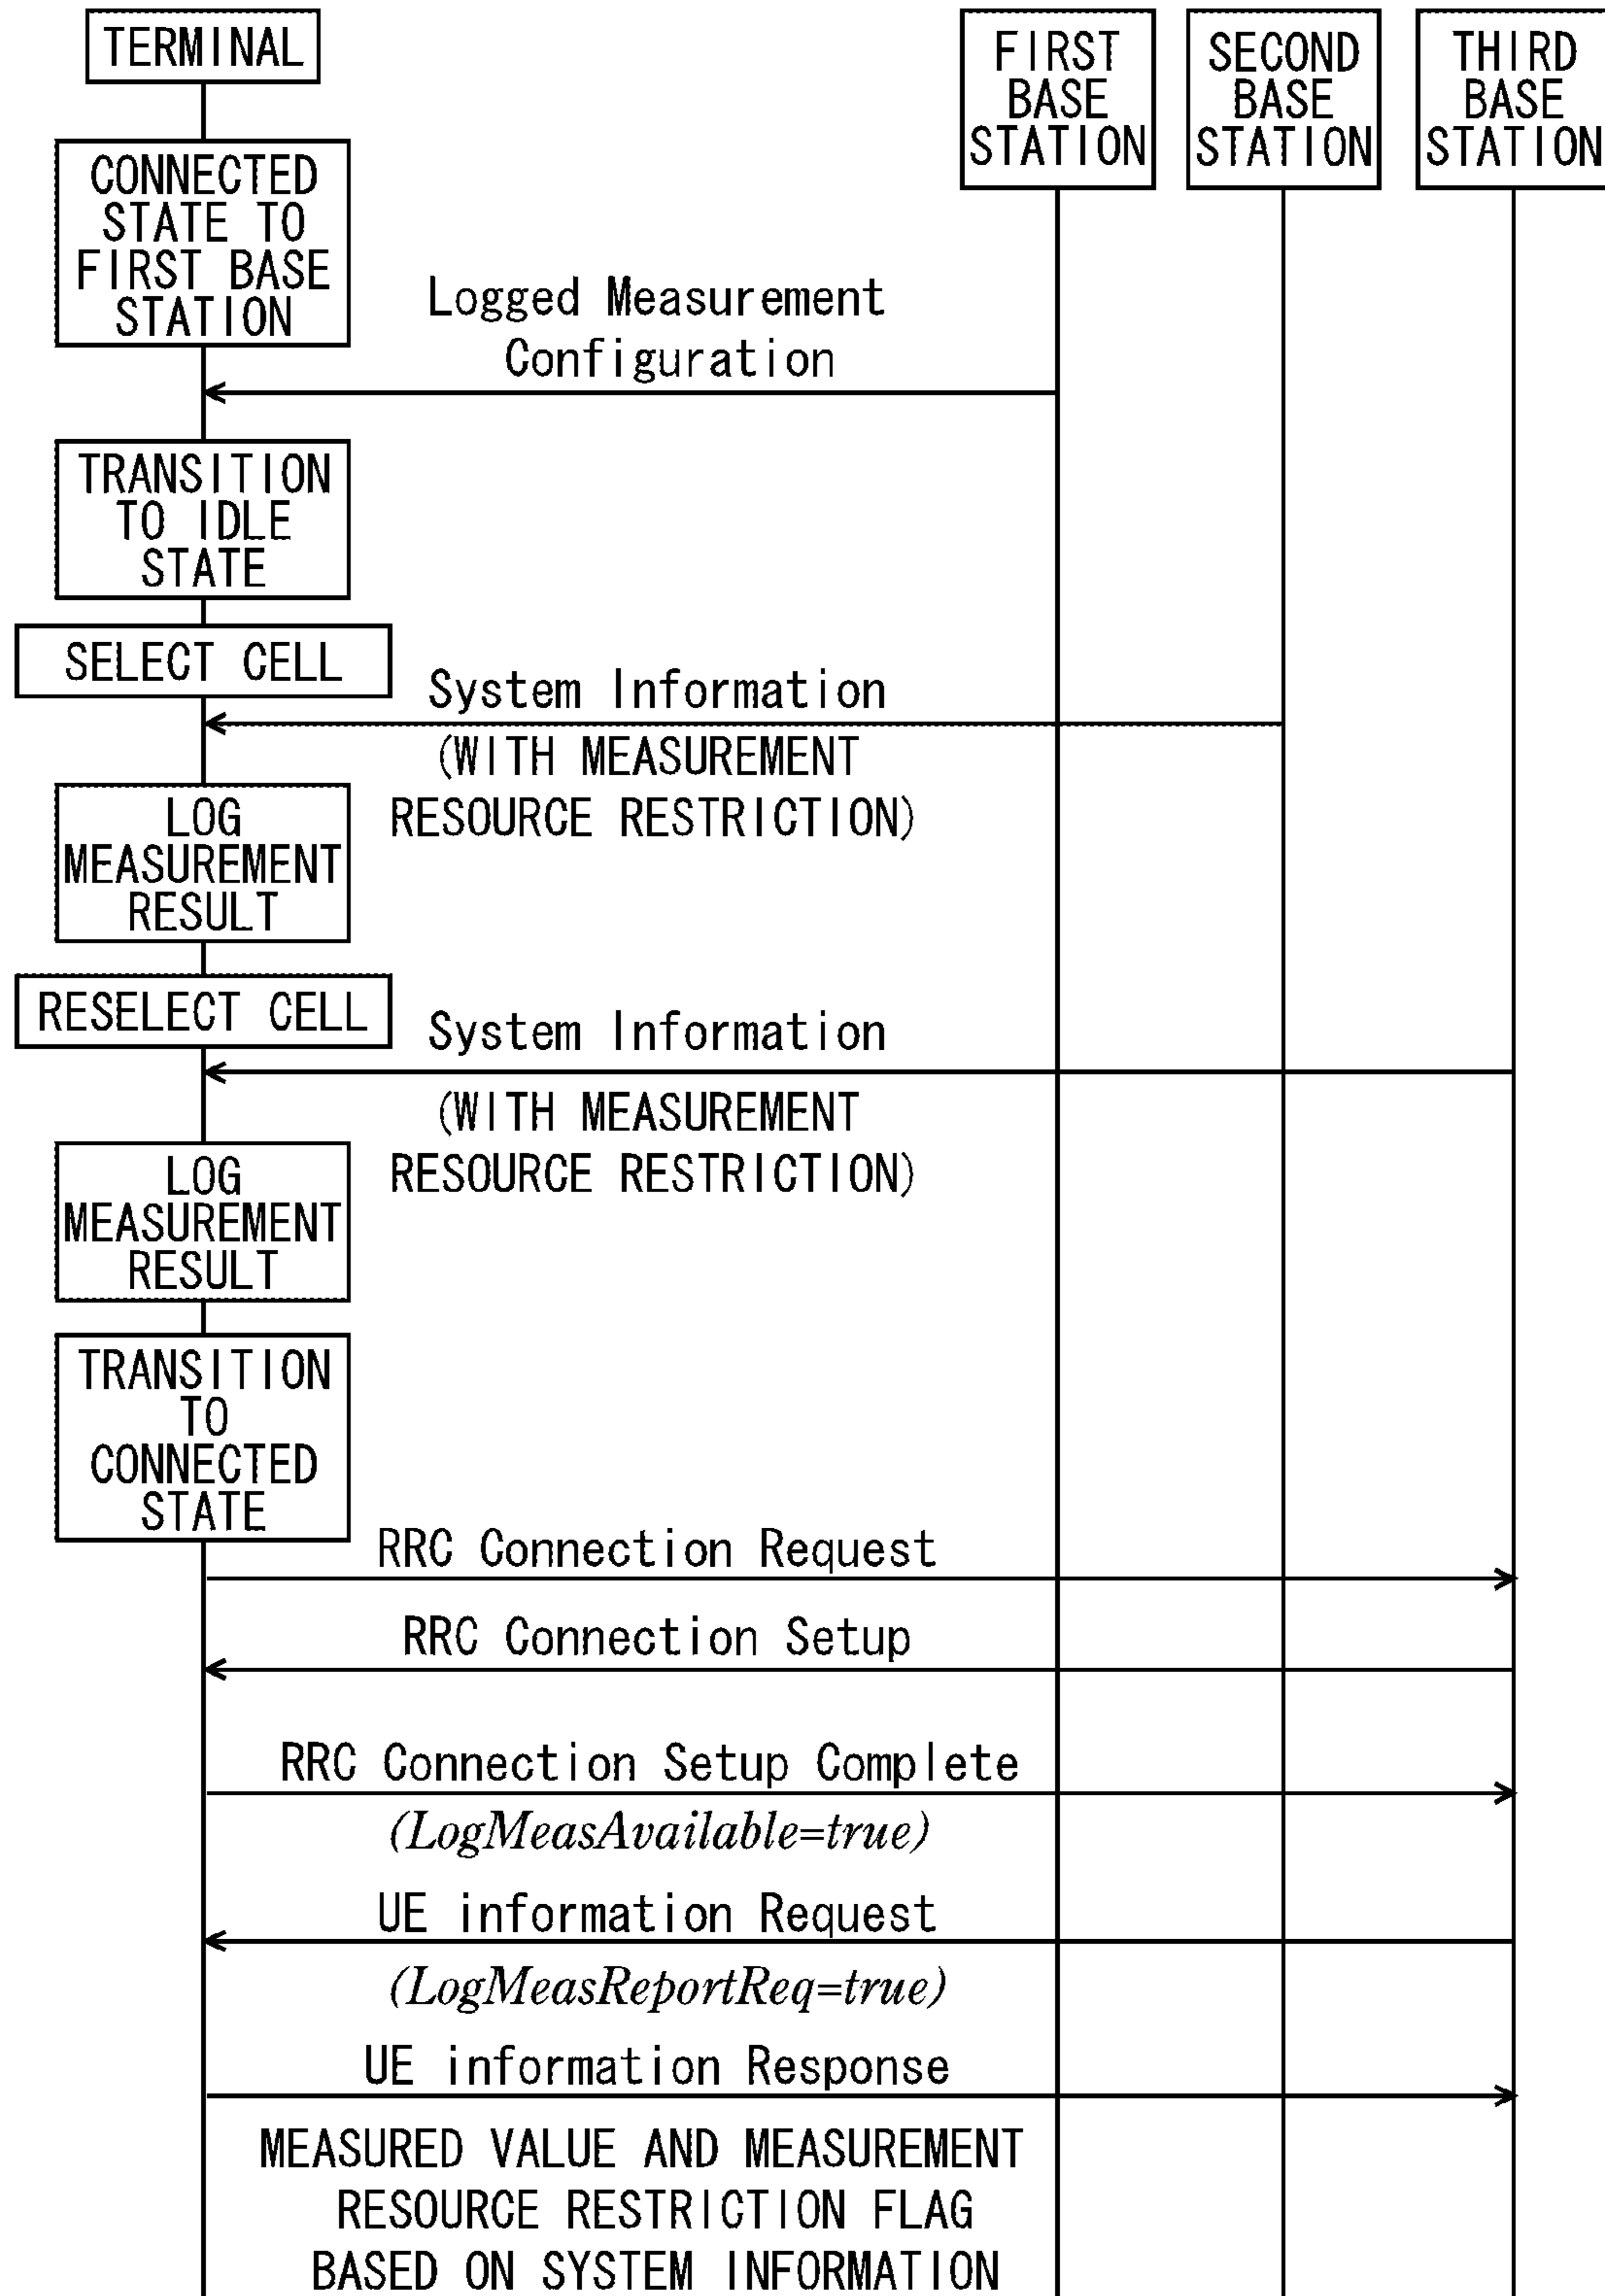 TERMINAL
FIRST
BASE
STATION
SECOND
BASE
STATION
THIRD
BASE
STATION
CONNECTED
STATE TO
FIRST BASE
STATION
Logged Measurement
Configuration
TRANSITION
TO IDLE
STATE
SELECT CELL
System Information
(WITH MEASUREMENT
RESOURCE RESTRICTION)
LOG
MEASUREMENT
RESULT
RESELECT CELL
System Information
(WITH MEASUREMENT
RESOURCE RESTRICTION)
LOG
MEASUREMENT
RESULT
TRANSITION
TO
CONNECTED
STATE
RRC Connection Request
RRC Connection Setup
RRC Connection Setup Complete
(LogMeasAvailable=true)
UE information Request
(LogMeasReportReq=true)
UE information Response
MEASURED VALUE AND MEASUREMENT
RESOURCE RESTRICTION FLAG
BASED ON SYSTEM INFORMATION